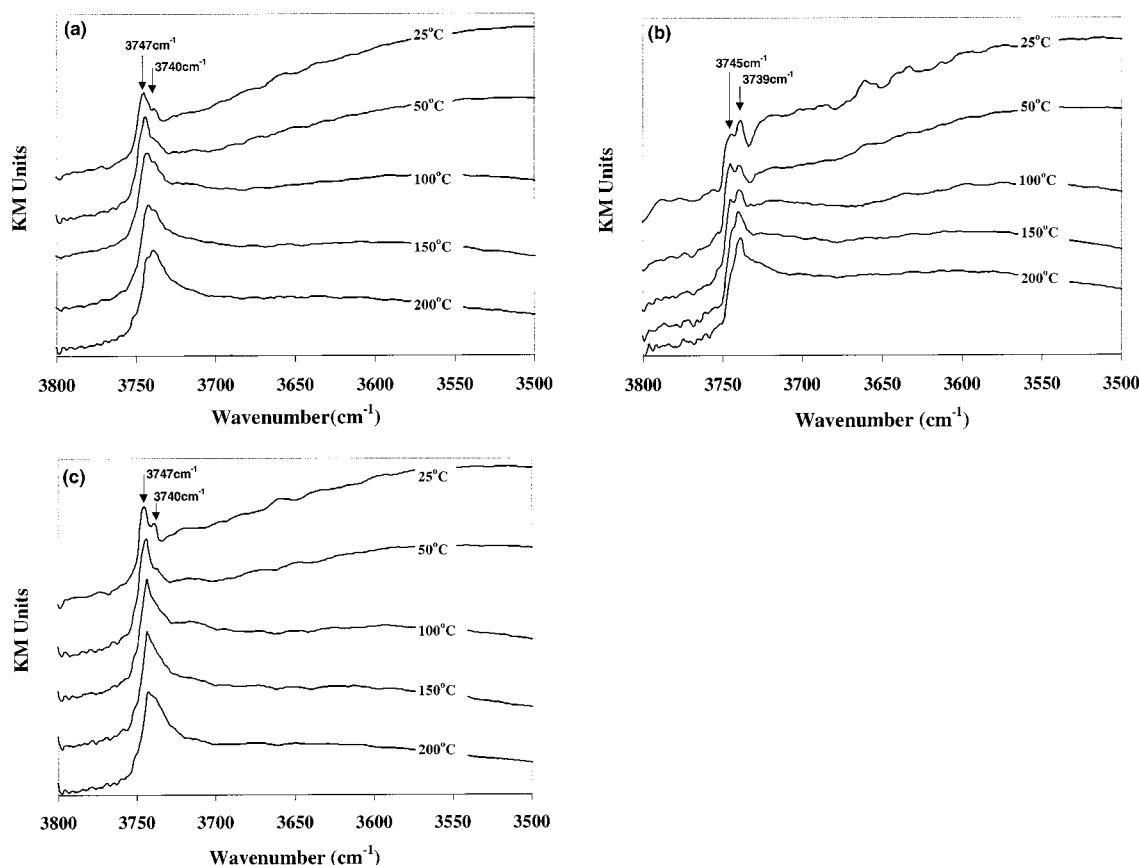 (a)
3747cm-1
3740cm-1
25°C
50°C
100°C
150°C
200°C
KM Units
3800 3750 3700 3650 3600 3550 3500
Wavenumber(cm-1)
(b)
3745cm-1
3739cm-1
25°C
50°C
100°C
150°C
200°C
KM Units
3800 3750 3700 3650 3600 3550 3500
Wavenumber (cm-1)
(c)
3747cm-1
3740cm-1
25°C
50°C
100°C
150°C
200°C
KM Units
3800 3750 3700 3650 3600 3550 3500
Wavenumber (cm-1)